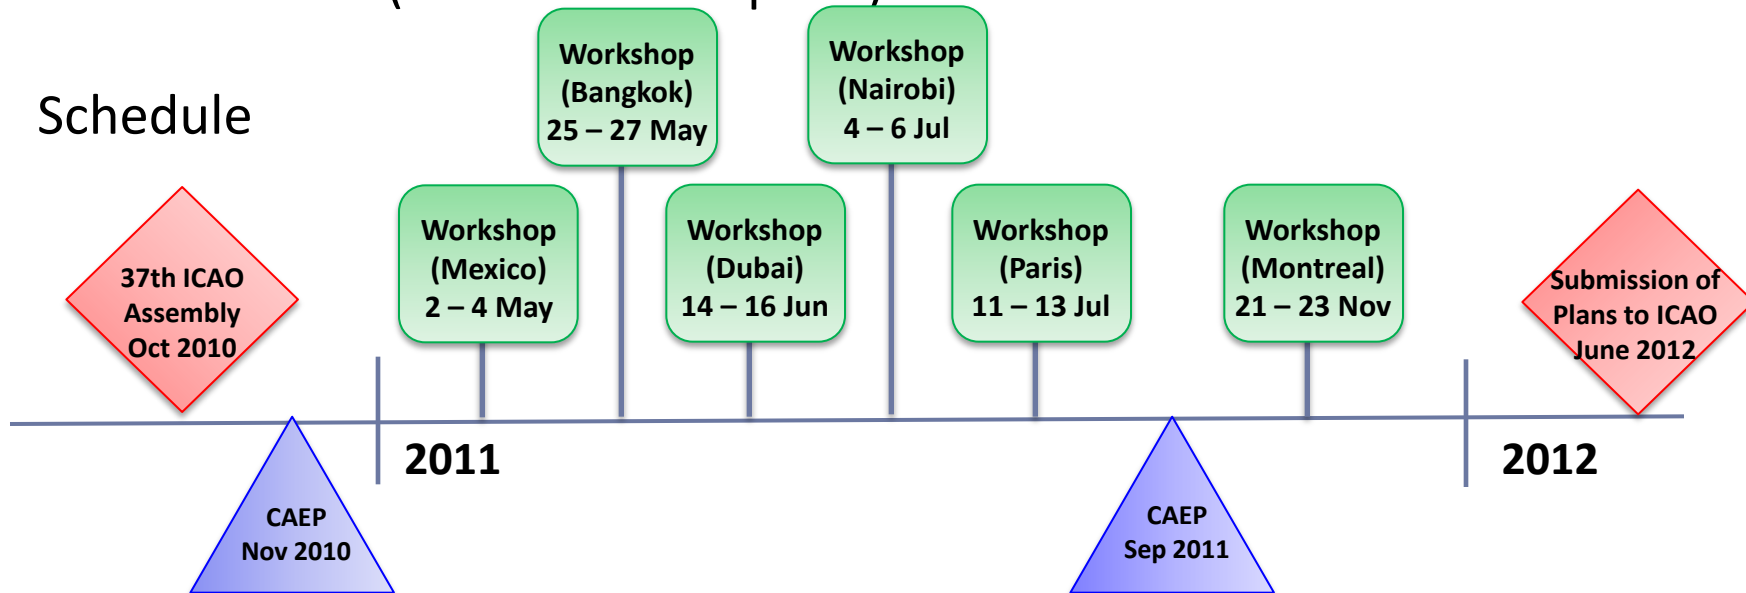 Schedule
Workshop
(Bangkok)
25 – 27 May
Workshop
(Nairobi)
4 – 6 Jul
37th ICAO
Assembly
Oct 2010
Workshop
(Mexico)
2 – 4 May
Workshop
(Dubai)
14 – 16 Jun
Workshop
(Paris)
11 – 13 Jul
Workshop
(Montreal)
21 – 23 Nov
Submission of
Plans to ICAO
June 2012
2011
2012
CAEP
Nov 2010
CAEP
Sep 2011